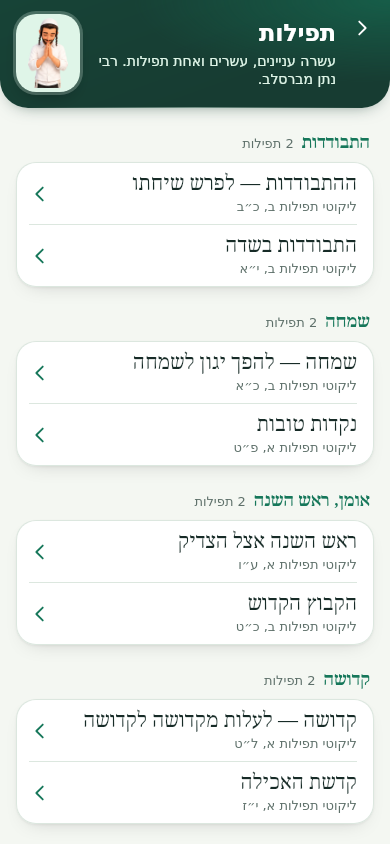 תפילות
עשרה עניינים, עשרים ואחת תפילות. רבי
נתן מברסלב.
התבודדות 2 תפילות
ההתבודדות — לפרש שיחתו
ליקוטי תפילות ב, כ״ב
התבודדות בשדה
ליקוטי תפילות ב, י״א
שמחה 2 תפילות
שמחה — להפך יגון לשמחה
ליקוטי תפילות ב, כ״א
נקדות טובות
ליקוטי תפילות א, פ״ט
אומן, ראש השנה 2 תפילות
ראש השנה אצל הצדיק
ליקוטי תפילות א, ע״ו
הקבוץ הקדוש
ליקוטי תפילות ב, כ״ט
קדושה 2 תפילות
קדושה — לעלות מקדושה לקדושה
ליקוטי תפילות א, ל״ט
קדשת האכילה
ליקוטי תפילות א, י״ז